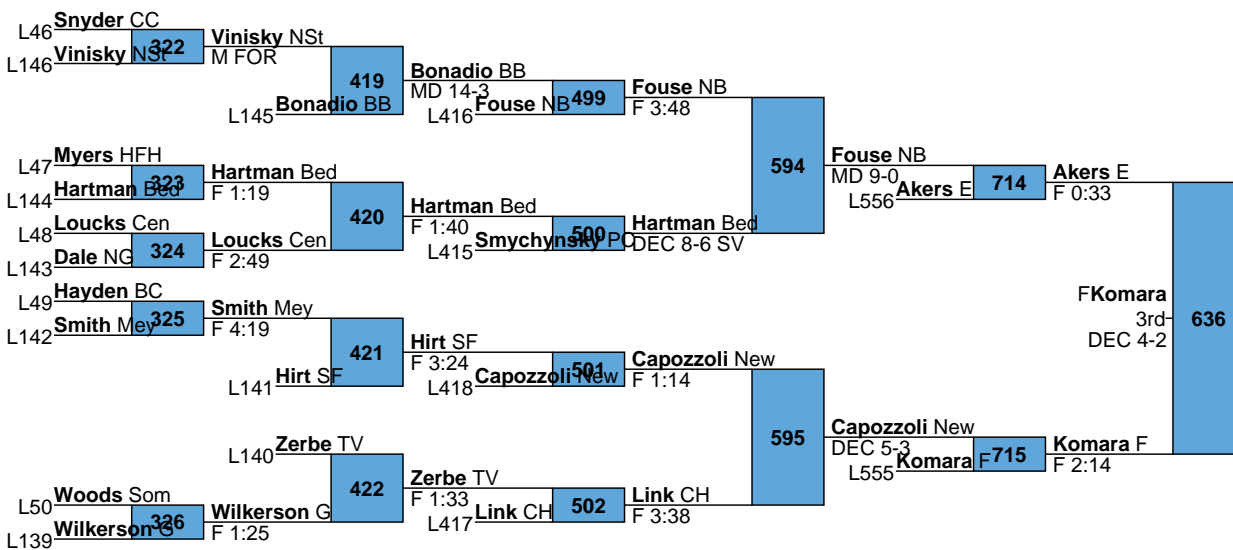 L46 Snyder CC
322
L146 Vinisky NSt
Vinisky NSt
M FOR
419
L145 Bonadio BB
Bonadio BB
MD 14-3
499
L416 Fouse NB
Fouse NB
F 3:48
L47 Myers HFH
323
L144 Hartman Bed
Hartman Bed
F 1:19
420
L48 Loucks Cen
324
L143 Dale NG
Loucks Cen
F 2:49
Hartman Bed
F 1:40
500
L415 Smychynsky PO
Hartman Bed
DEC 8-6 SV
594
Fouse NB
MD 9-0
714
L556 Akers E
Akers E
F 0:33
L49 Hayden BC
325
L142 Smith Mey
Smith Mey
F 4:19
421
L141 Hirt SF
Hirt SF
F 3:24
501
L418 Capozzoli New
Capozzoli New
F 1:14
L140 Zerbe TV
422
L50 Woods Som
326
L139 Wilkerson G
Wilkerson G
F 1:25
Zerbe TV
F 1:33
502
L417 Link CH
Link CH
F 3:38
595
Capozzoli New
DEC 5-3
715
L555 Komara F
Komara F
F 2:14
636
FKomara
3rd
DEC 4-2